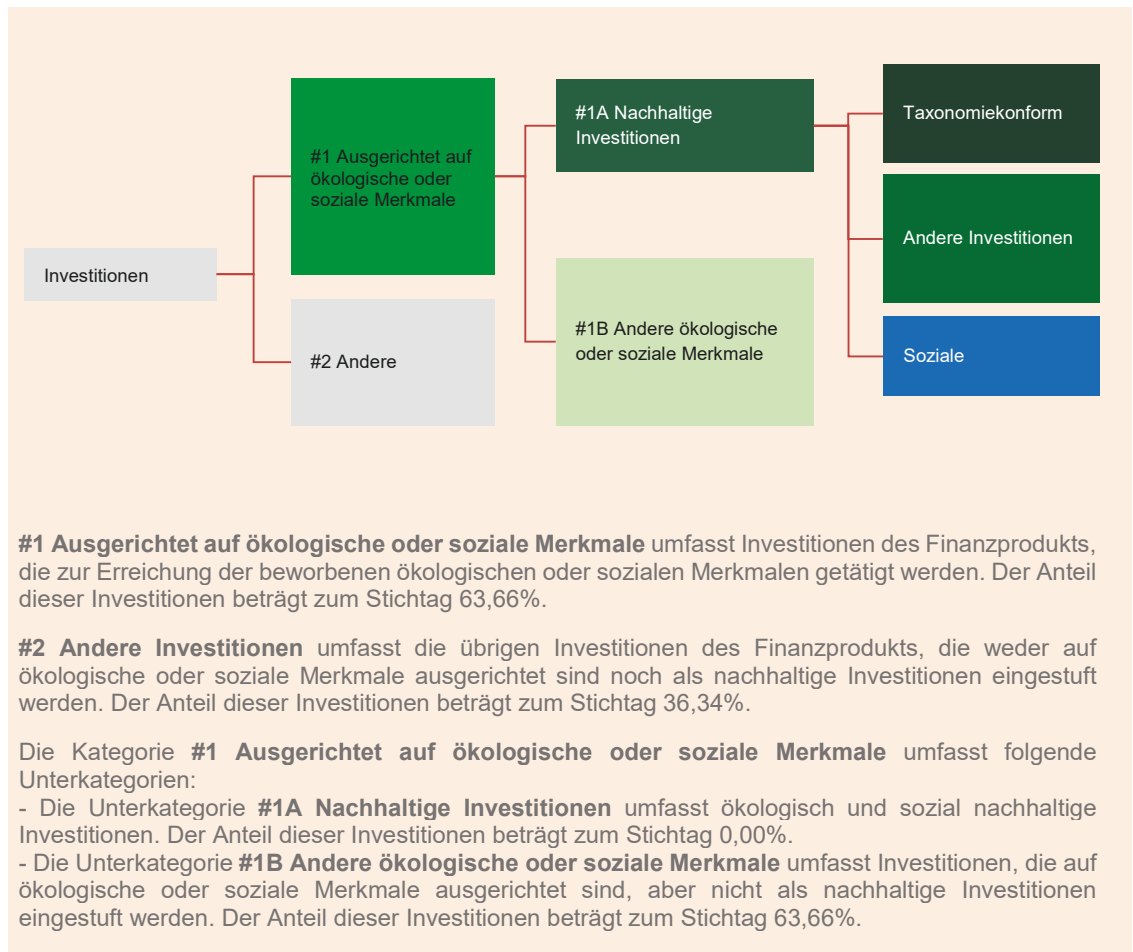 Investitionen
#1 Ausgerichtet auf
ökologische oder
soziale Merkmale
#2 Andere
#1A Nachhaltige
Investitionen
#1B Andere ökologische
oder soziale Merkmale
Taxonomiekonform
Andere Investitionen
Soziale
#1 Ausgerichtet auf ökologische oder soziale Merkmale umfasst Investitionen des Finanzprodukts,
die zur Erreichung der beworbenen ökologischen oder sozialen Merkmalen getätigt werden. Der Anteil
dieser Investitionen beträgt zum Stichtag 63,66%.
#2 Andere Investitionen umfasst die übrigen Investitionen des Finanzprodukts, die weder auf
ökologische oder soziale Merkmale ausgerichtet sind noch als nachhaltige Investitionen eingestuft
werden. Der Anteil dieser Investitionen beträgt zum Stichtag 36,34%.
Die Kategorie #1 Ausgerichtet auf ökologische oder soziale Merkmale umfasst folgende
Unterkategorien:
- Die Unterkategorie #1A Nachhaltige Investitionen umfasst ökologisch und sozial nachhaltige
Investitionen. Der Anteil dieser Investitionen beträgt zum Stichtag 0,00%.
- Die Unterkategorie #1B Andere ökologische oder soziale Merkmale umfasst Investitionen, die auf
ökologische oder soziale Merkmale ausgerichtet sind, aber nicht als nachhaltige Investitionen
eingestuft werden. Der Anteil dieser Investitionen beträgt zum Stichtag 63,66%.